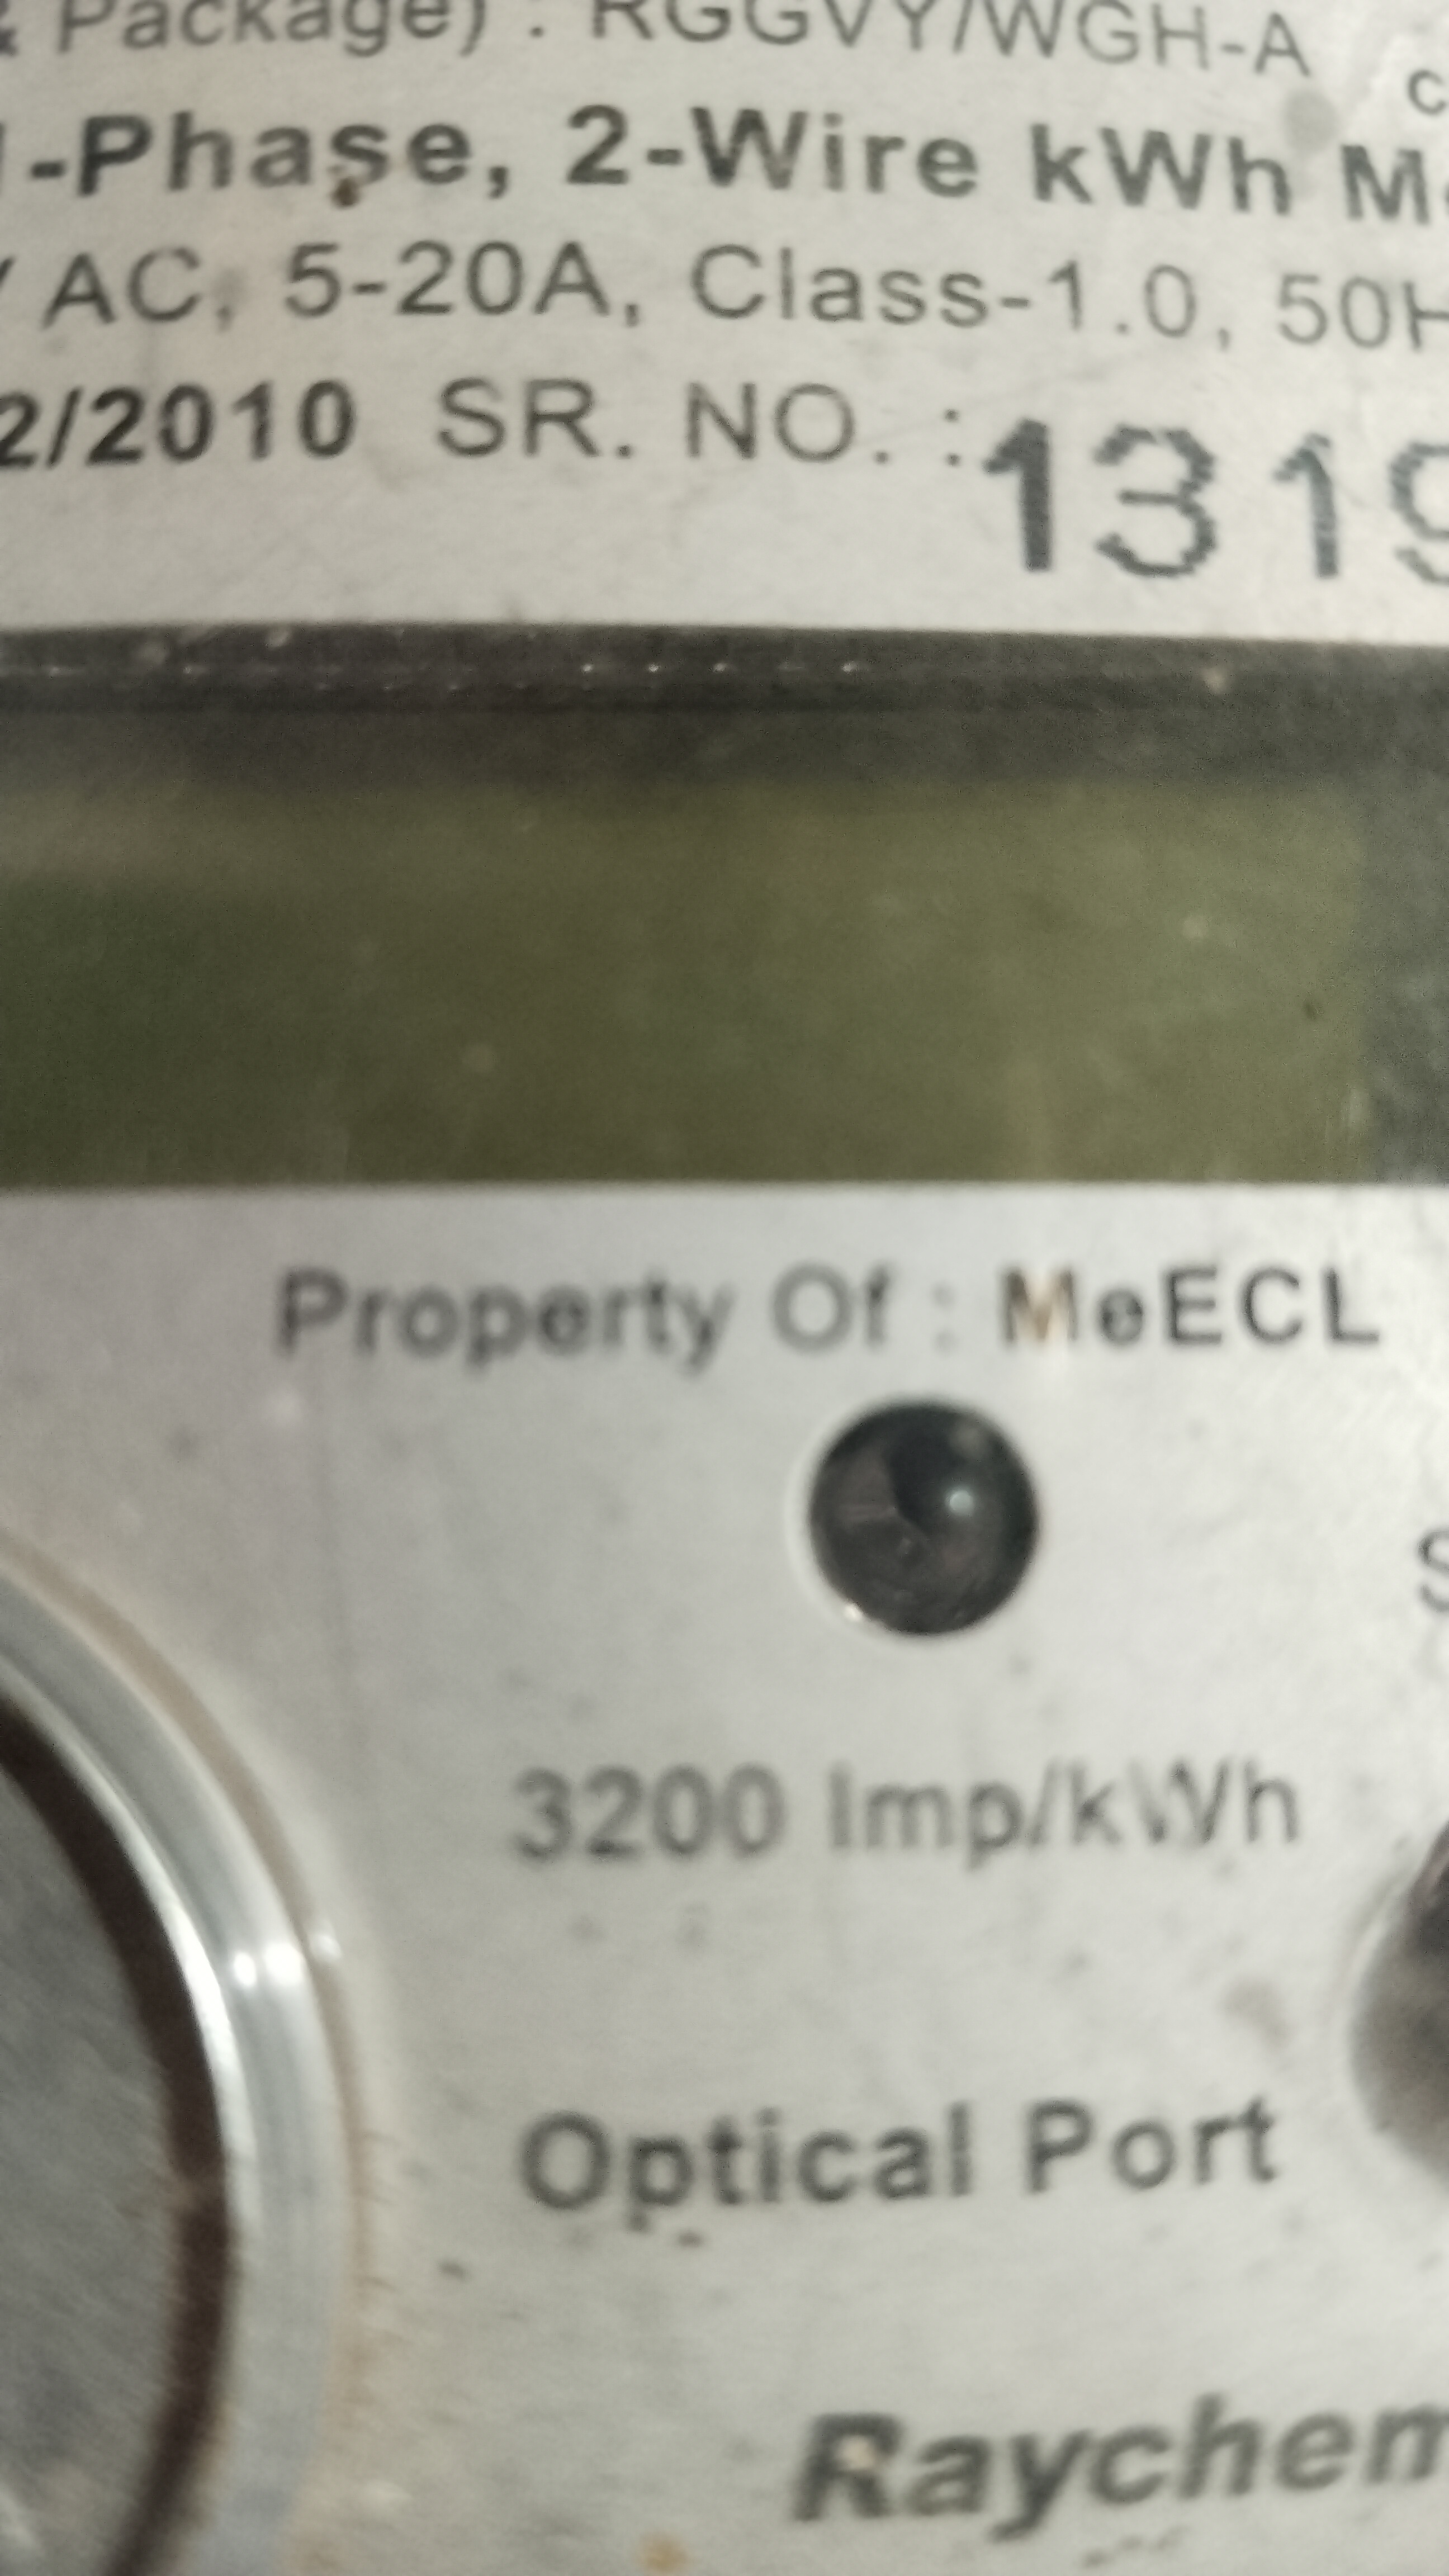 & Package) : RGGVY/WGH-A
1-Phase, 2-Wire kWh M
AC, 5-20A, Class-1.0, 50H
2/2010 SR. NO. : 1319
Property Of : MeECL
3200 Imp/kWh
Optical Port
Raychem